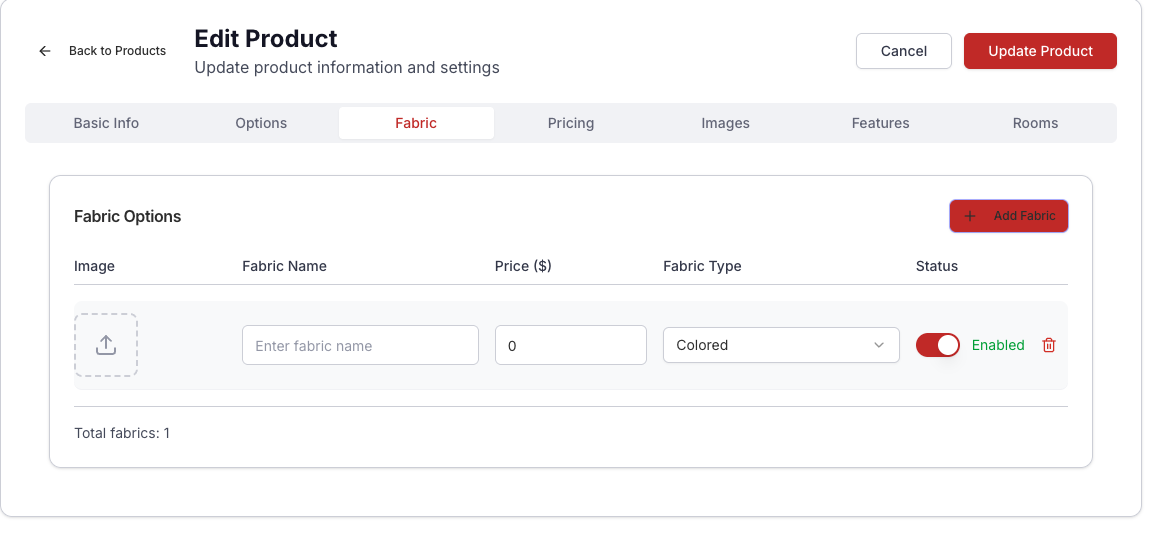 Back to Products
Edit Product
Update product information and settings
Cancel
Update Product
Basic Info
Options
Fabric
Pricing
Images
Features
Rooms
Fabric Options
Add Fabric
Image
Fabric Name
Price ($)
Fabric Type
Status
Enter fabric name
0
Colored
Enabled
Total fabrics: 1